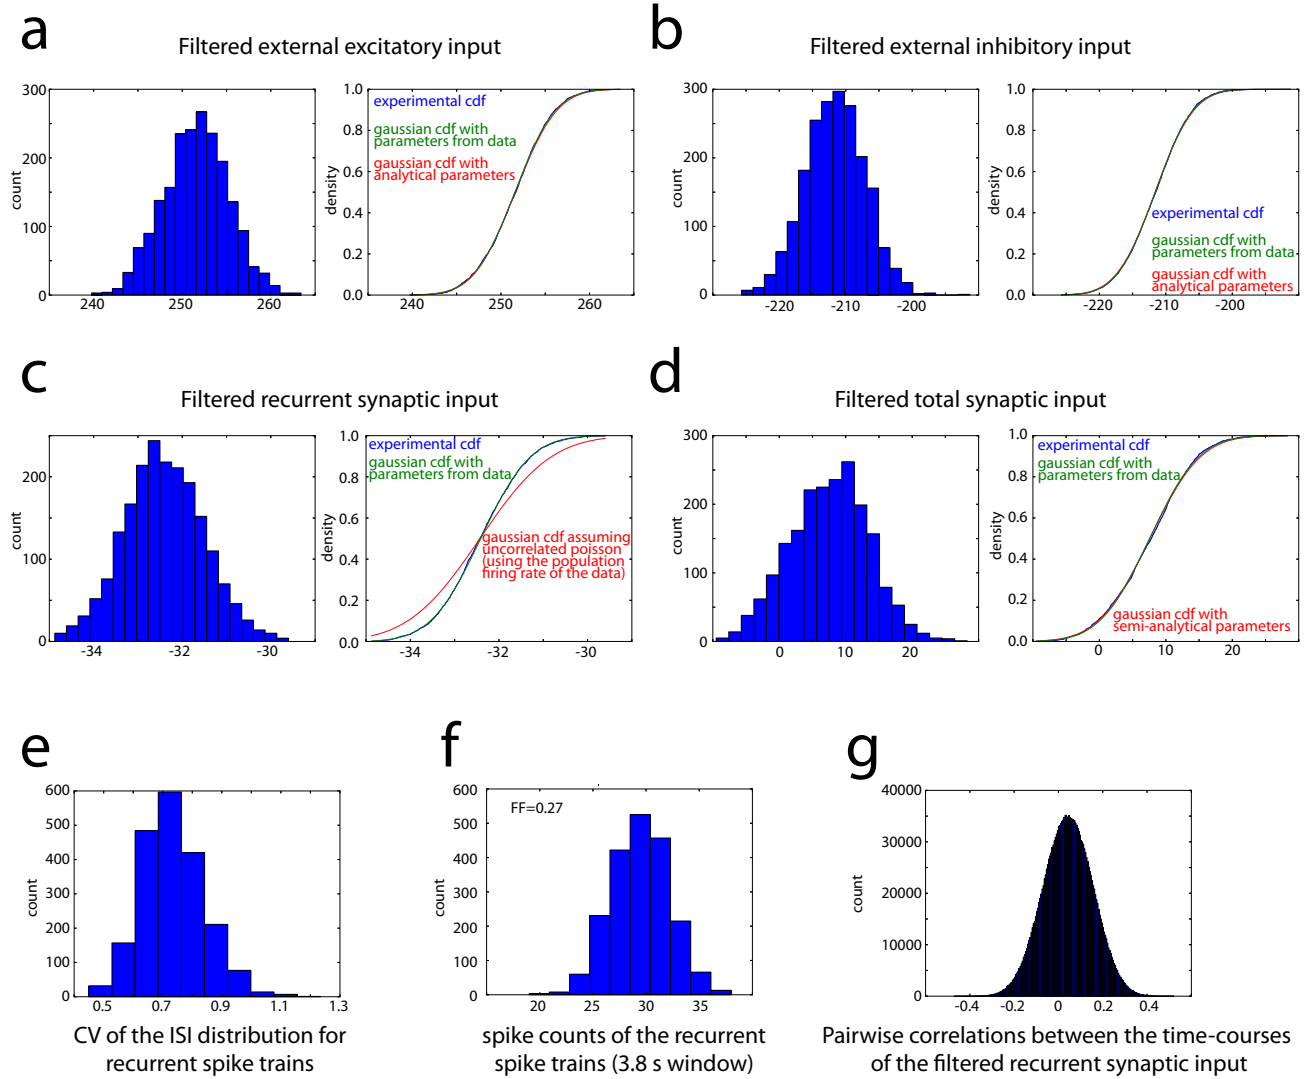 a
Filtered external excitatory input
300
200
100
0
count
240
250
260
1.0
0.8
0.6
0.4
0.2
0.0
density
experimental cdf
gaussian cdf with
parameters from data
gaussian cdf with
analytical parameters
240
250
260
b
Filtered external inhibitory input
300
200
100
0
count
-220
-210
-200
1.0
0.8
0.6
0.4
0.2
0.0
density
experimental cdf
gaussian cdf with
parameters from data
gaussian cdf with
analytical parameters
-220
-210
-200
c
Filtered recurrent synaptic input
200
100
0
count
-34
-32
-30
1.0
0.8
0.6
0.4
0.2
0.0
density
experimental cdf
gaussian cdf with
parameters from data
gaussian cdf assuming
uncorrelated poisson
(using the population
firing rate of the data)
-34
-32
-30
d
Filtered total synaptic input
300
200
100
0
count
0
10
20
1.0
0.8
0.6
0.4
0.2
0.0
density
experimental cdf
gaussian cdf with
parameters from data
gaussian cdf with
semi-analytical parameters
0
10
20
e
600
500
400
300
200
100
0
count
0.5
0.7
0.9
1.1
1.3
CV of the ISI distribution for
recurrent spike trains
f
600
500
400
300
200
100
0
count
FF=0.27
20
25
30
35
spike counts of the recurrent
spike trains (3.8 s window)
g
40000
30000
20000
10000
0
count
-0.4
-0.2
0
0.2
0.4
Pairwise correlations between the time-courses
of the filtered recurrent synaptic input